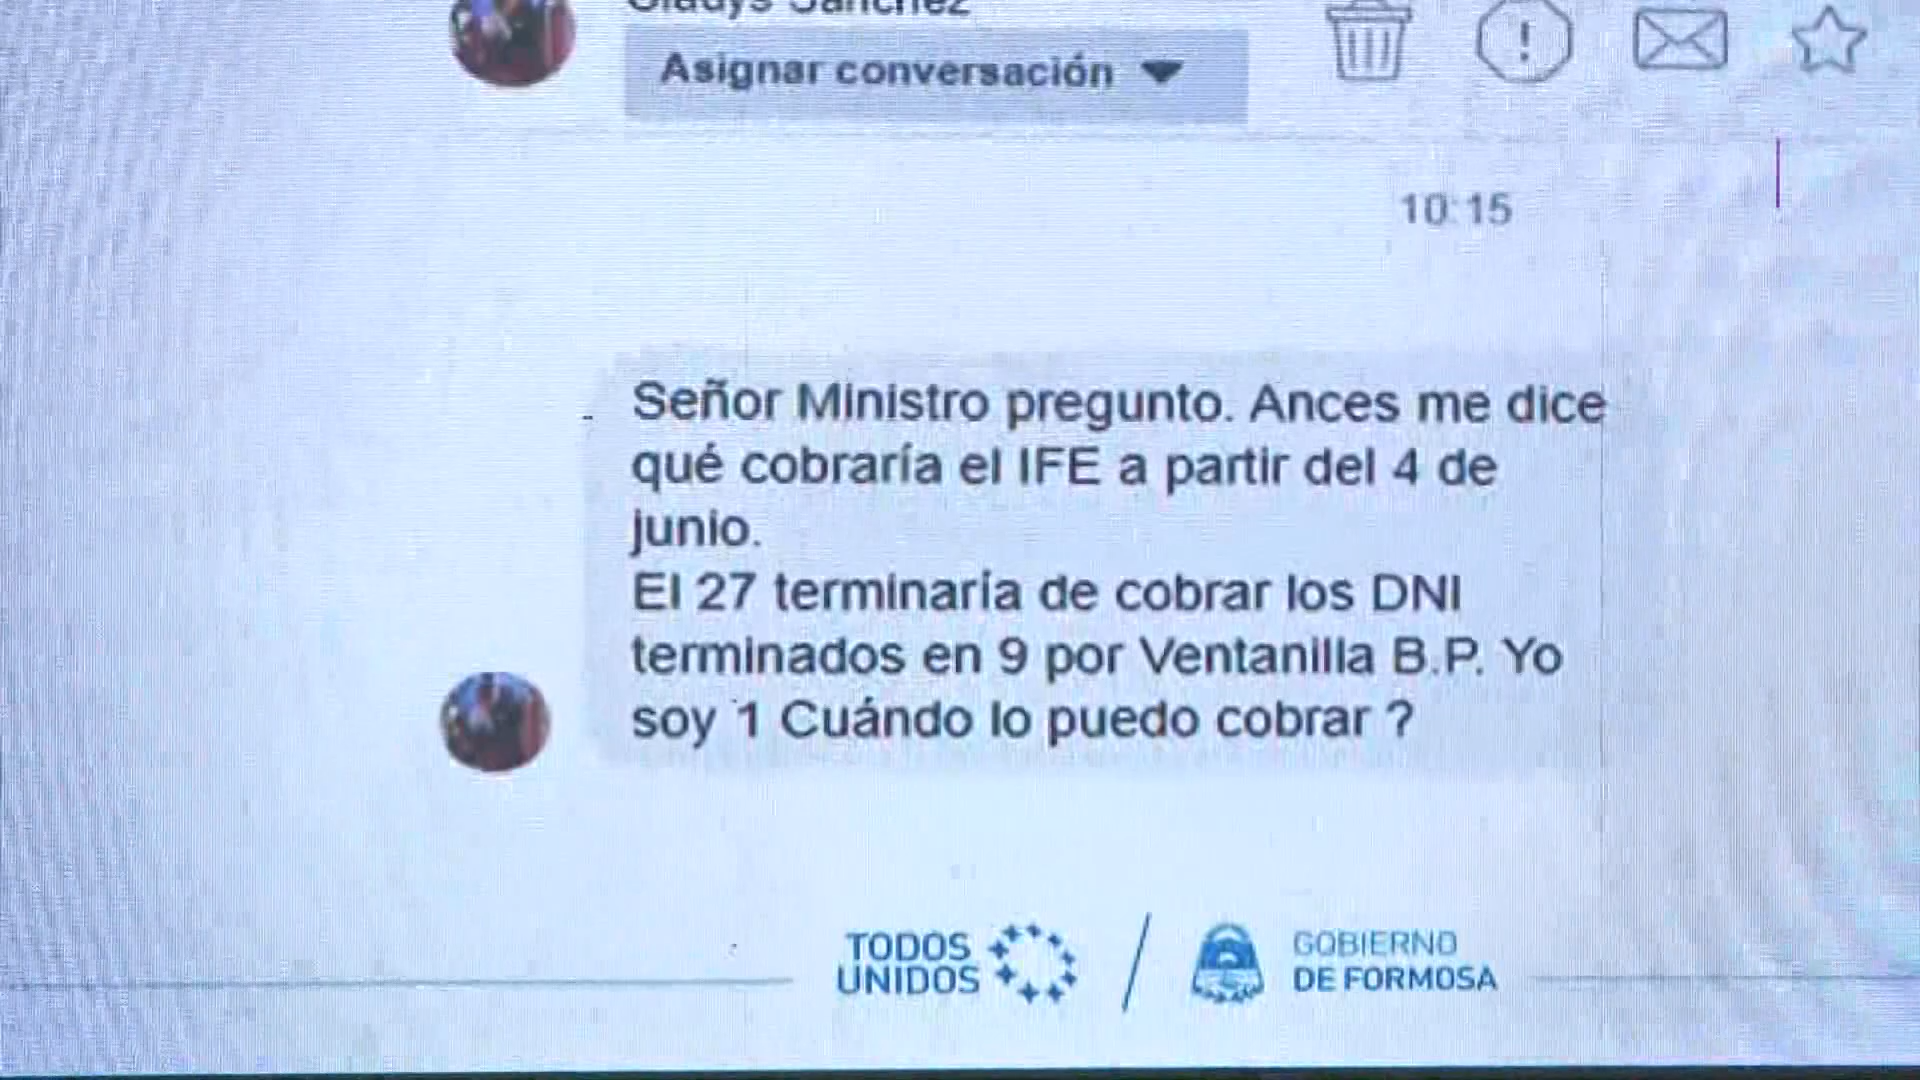 Gladys Sanchez
Asignar conversación
10:15
Señor Ministro pregunto. Ances me dice
qué cobraría el IFE a partir del 4 de
junio.
El 27 terminaría de cobrar los DNI
terminados en 9 por Ventanilla B.P. Yo
soy 1 Cuándo lo puedo cobrar ?
TODOS
UNIDOS
GOBIERNO
DE FORMOSA